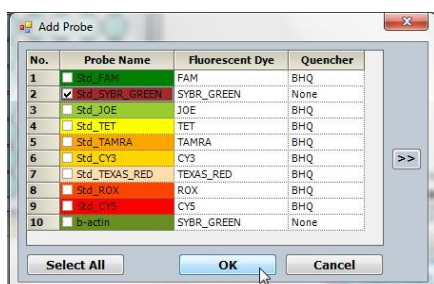 Add Probe
No. Probe Name Fluorescent Dye Quencher
1 Std_FAM FAM BHQ
2 Std_SYBR_GREEN SYBR_GREEN None
3 Std_JOE JOE BHQ
4 Std_TET TET BHQ
5 Std_TAMRA TAMRA BHQ
6 Std_CY3 CY3 BHQ
7 Std_TEXAS_RED TEXAS_RED BHQ
8 Std_ROX ROX BHQ
9 Std_CY5 CY5 BHQ
10 b-actin SYBR_GREEN None
>>
Select All OK Cancel